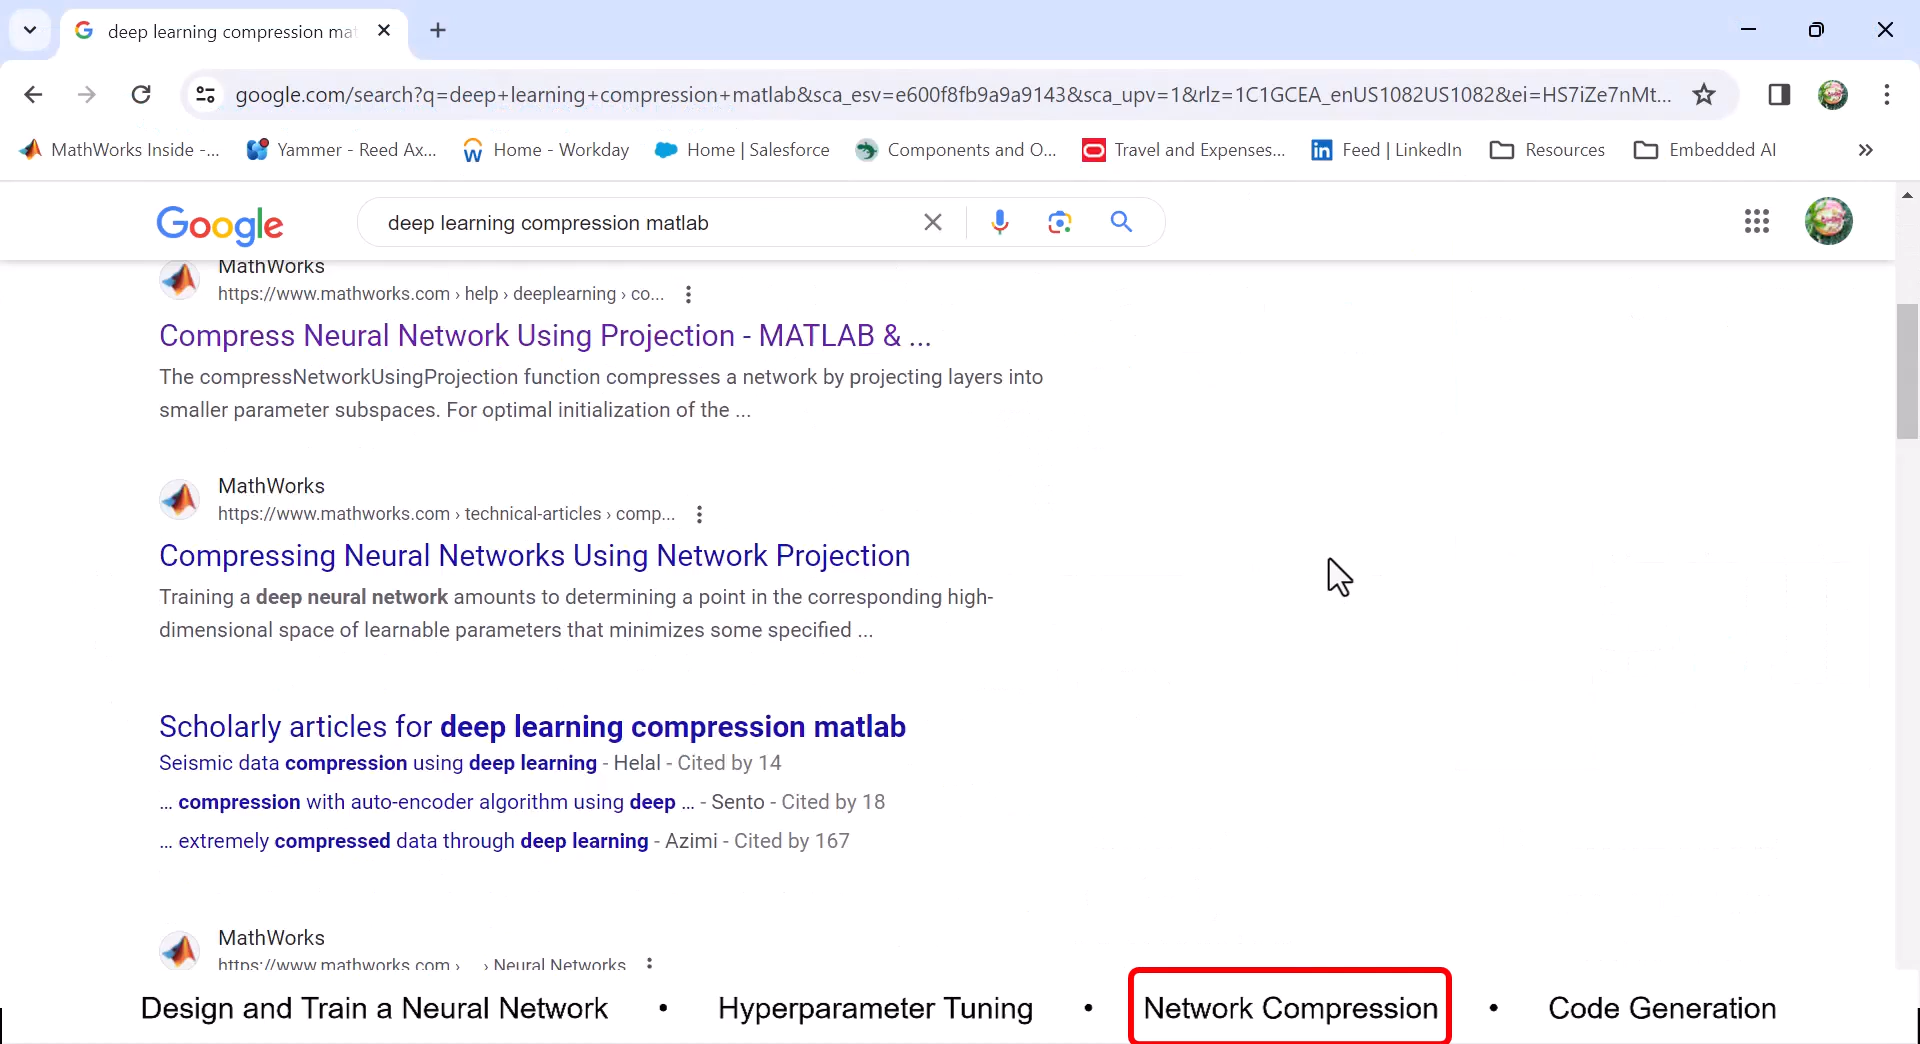 deep learning compression ma
google.com/search?q=deep+learning+compression+matlab&sca_esv=e600f8fb9a9a9143&sca_upv=1&rlz=1C1GCEA_enUS1082US1082&ei=HS7iZe7nMt...
MathWorks Inside -... Yammer - Reed Ax... Home - Workday Home | Salesforce Components and O... Travel and Expenses... Feed | LinkedIn Resources Embedded AI »
Google deep learning compression matlab
MathWorks
https://www.mathworks.com › help › deeplearning › co...
Compress Neural Network Using Projection - MATLAB & ...
The compressNetworkUsingProjection function compresses a network by projecting layers into
smaller parameter subspaces. For optimal initialization of the ...
MathWorks
https://www.mathworks.com › technical-articles › comp...
Compressing Neural Networks Using Network Projection
Training a deep neural network amounts to determining a point in the corresponding high-
dimensional space of learnable parameters that minimizes some specified ...
Scholarly articles for deep learning compression matlab
Seismic data compression using deep learning - Helal - Cited by 14
... compression with auto-encoder algorithm using deep ... - Sento - Cited by 18
... extremely compressed data through deep learning - Azimi - Cited by 167
MathWorks
https://www.mathworks.com › ... › Neural Networks
Design and Train a Neural Network • Hyperparameter Tuning • Network Compression • Code Generation